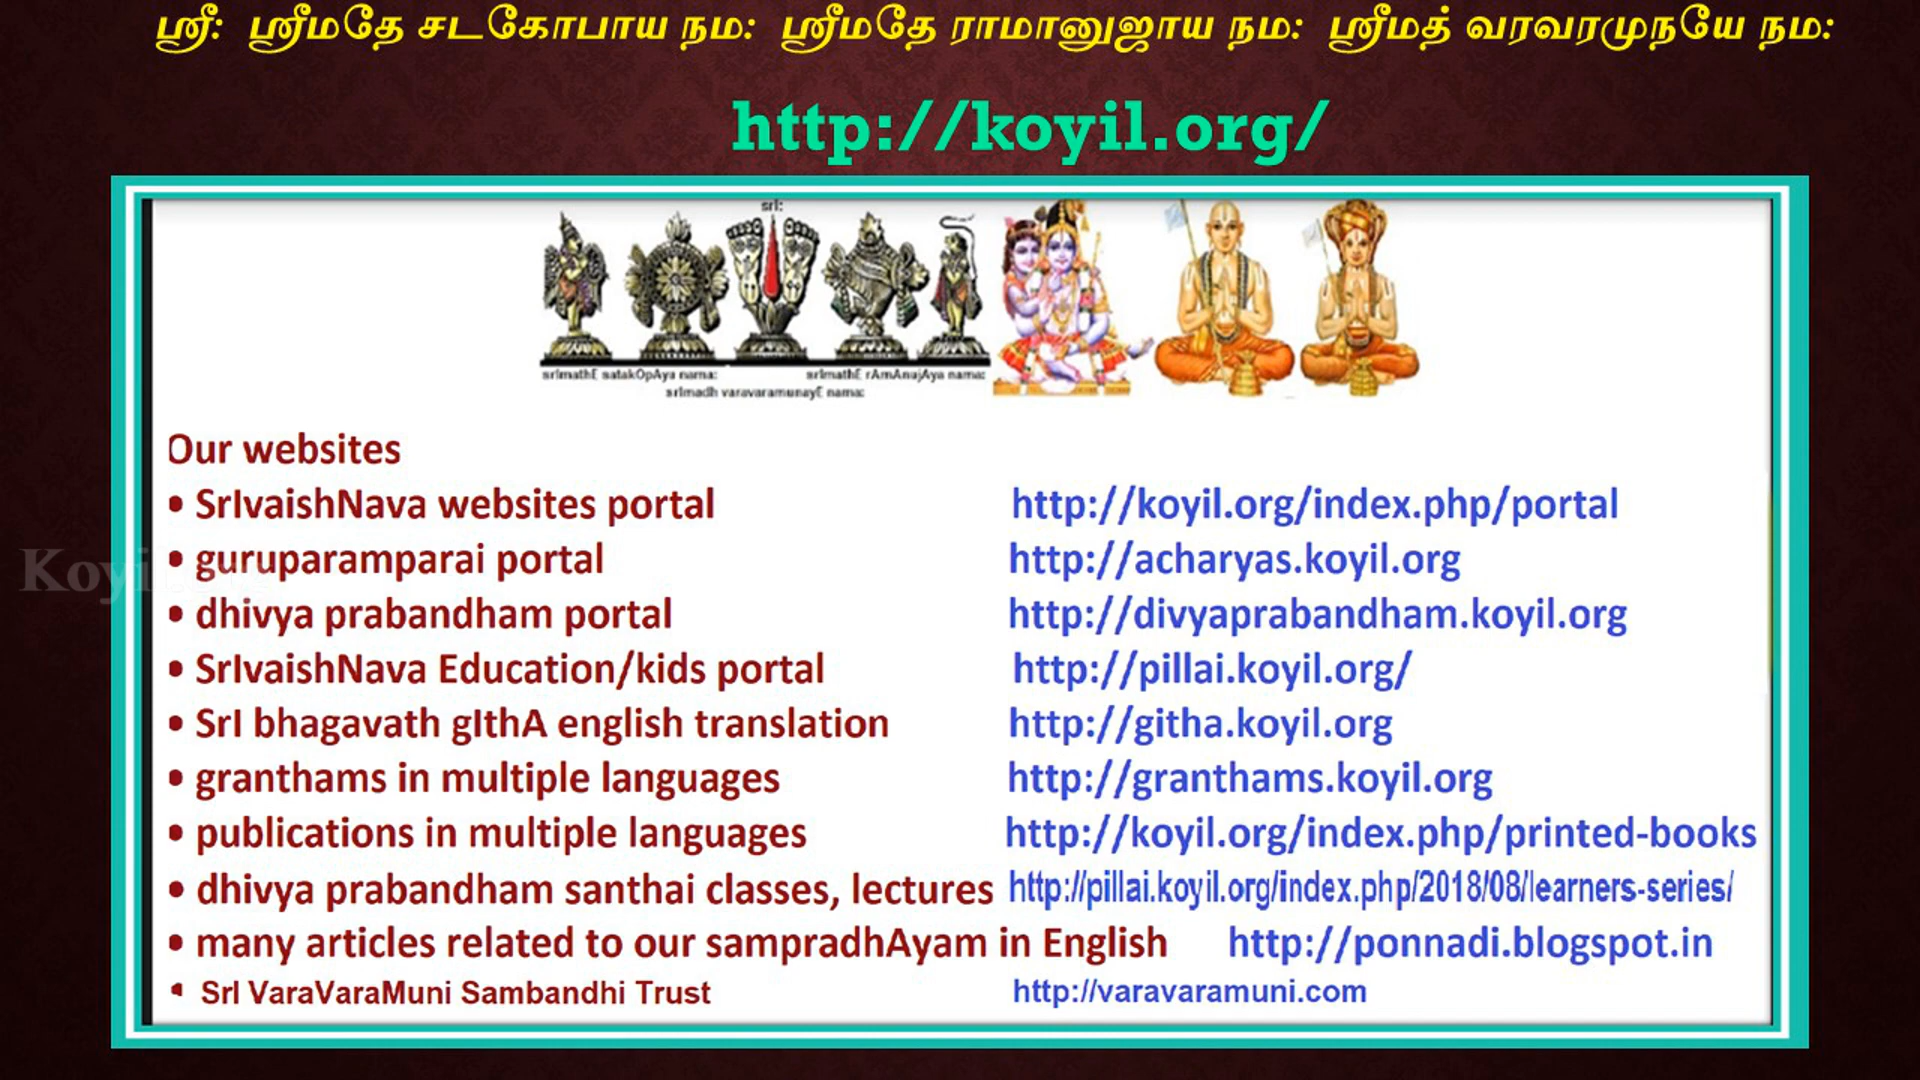 ஸ்ரீ: ஸ்ரீமதே சடகோபாய நம: ஸ்ரீமதே ராமானுஜாய நம: ஸ்ரீமத் வரவரமுநயே நம:
http://koyil.org/
srI:
srImathE satakOpAya nama: srImathE rAmAnujAya nama:
srImadh varavaramunayE nama:
Our websites
• SrIvaishNava websites portal http://koyil.org/index.php/portal
• guruparamparai portal http://acharyas.koyil.org
• dhivya prabandham portal http://divyaprabandham.koyil.org
• SrIvaishNava Education/kids portal http://pillai.koyil.org/
• SrI bhagavath gIthA english translation http://githa.koyil.org
• granthams in multiple languages http://granthams.koyil.org
• publications in multiple languages http://koyil.org/index.php/printed-books
• dhivya prabandham santhai classes, lectures http://pillai.koyil.org/index.php/2018/08/learners-series/
• many articles related to our sampradhAyam in English http://ponnadi.blogspot.in
• SrI VaraVaraMuni Sambandhi Trust http://varavaramuni.com